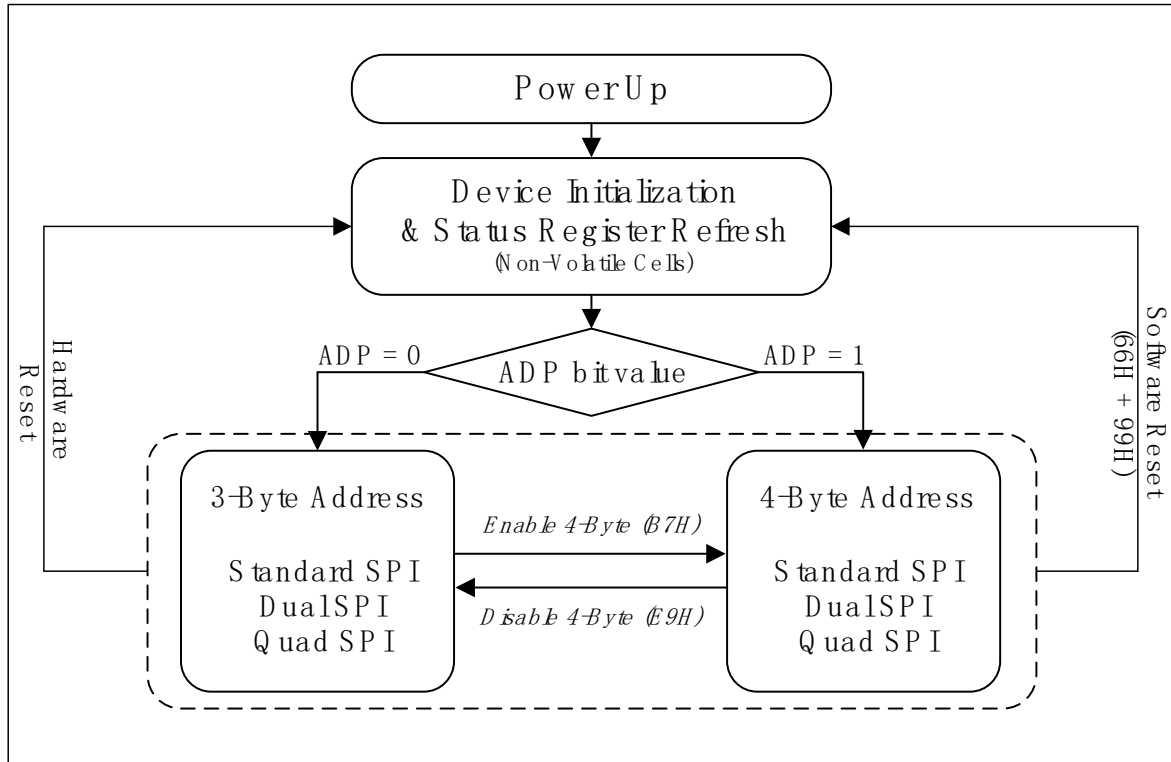 Power Up
Device Initialization
& Status Register Refresh
(Non-Volatile Cells)
ADP = 0
ADP bit value
ADP = 1
Hardware
Reset
Software Reset
(66H + 99H)
3-Byte Address
Standard SPI
Dual SPI
Quad SPI
Enable 4-Byte (B7H)
Disable 4-Byte (E9H)
4-Byte Address
Standard SPI
Dual SPI
Quad SPI